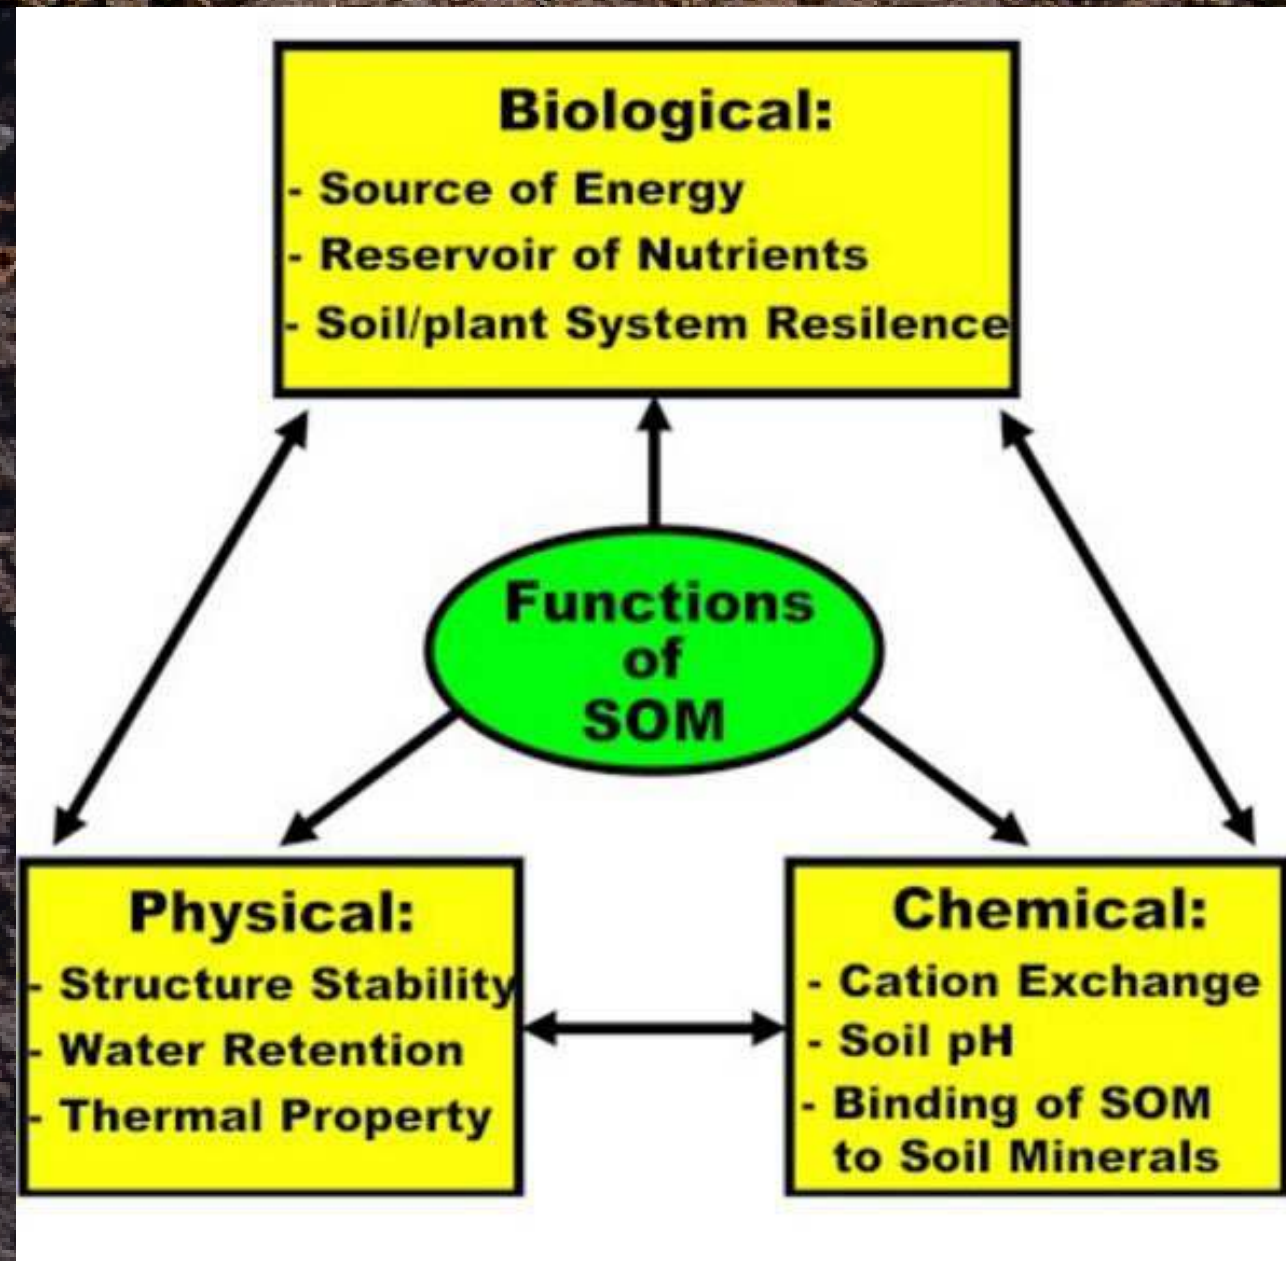 Biological:
- Source of Energy
- Reservoir of Nutrients
- Soil/plant System Resilence
Functions
of
SOM
Physical:
- Structure Stability
- Water Retention
- Thermal Property
Chemical:
- Cation Exchange
- Soil pH
- Binding of SOM
to Soil Minerals